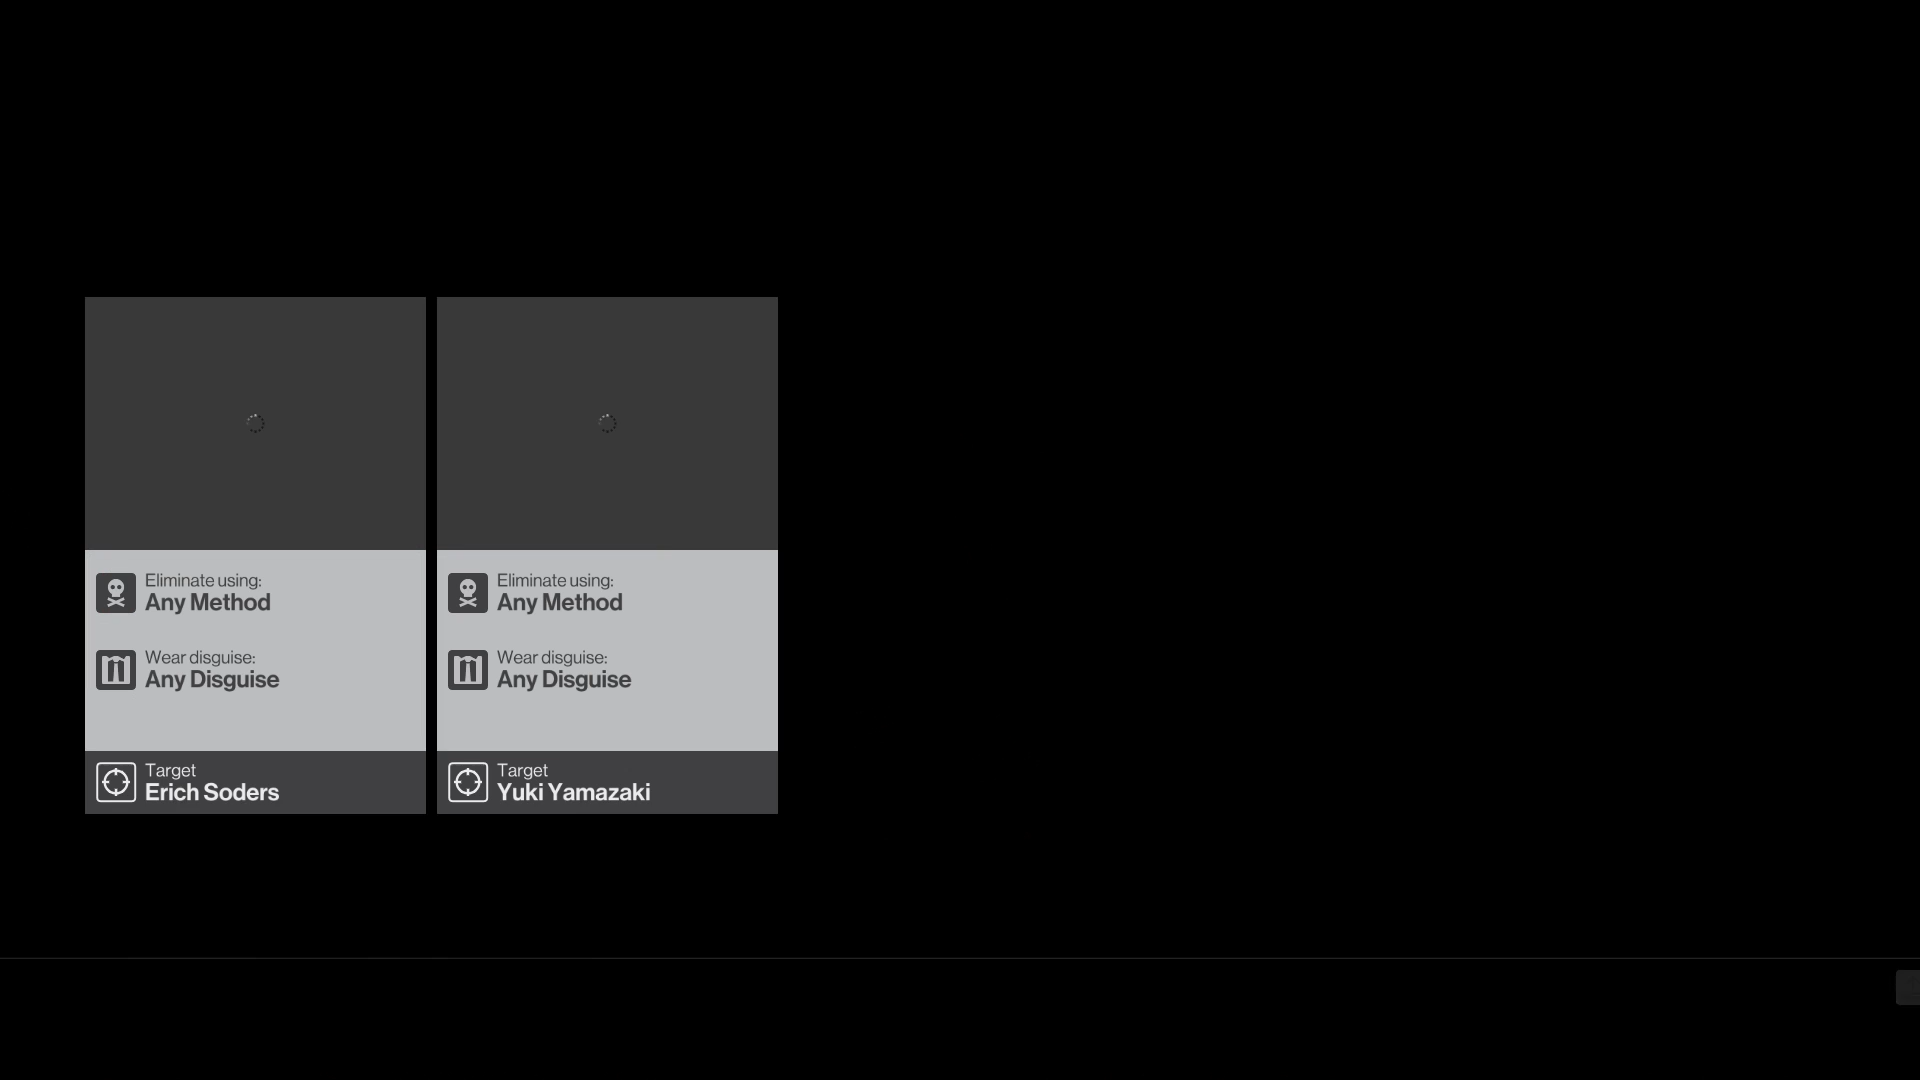 Eliminate using:
Any Method
Wear disguise:
Any Disguise
Target
Erich Soders
Eliminate using:
Any Method
Wear disguise:
Any Disguise
Target
Yuki Yamazaki